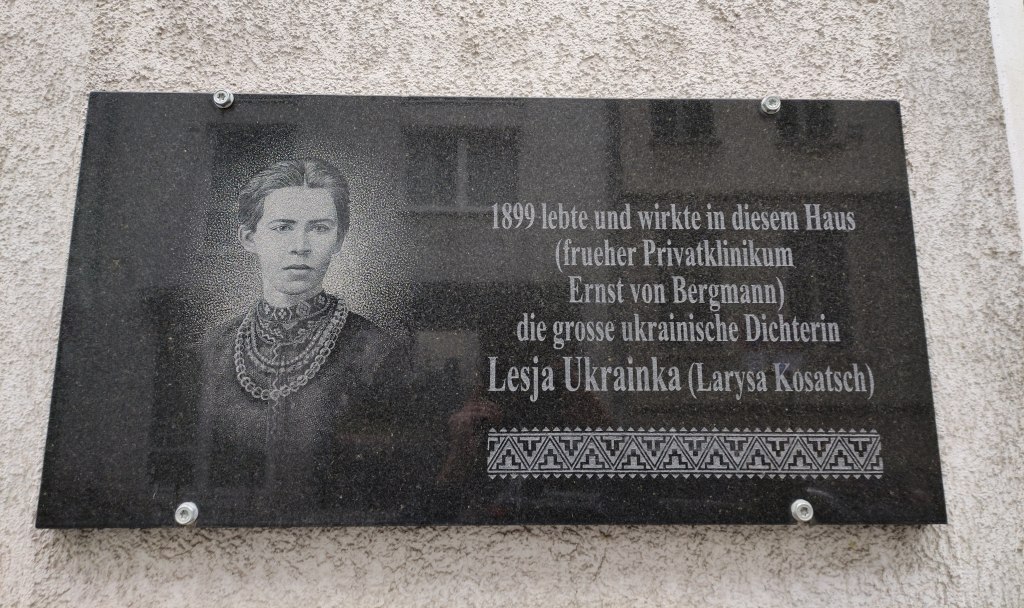 1899 lebte und wirkte in diesem Haus
(frueher Privatklinikum
Ernst von Bergmann)
die grosse ukrainische Dichterin
Lesja Ukrainka (Larysa Kosatsch)